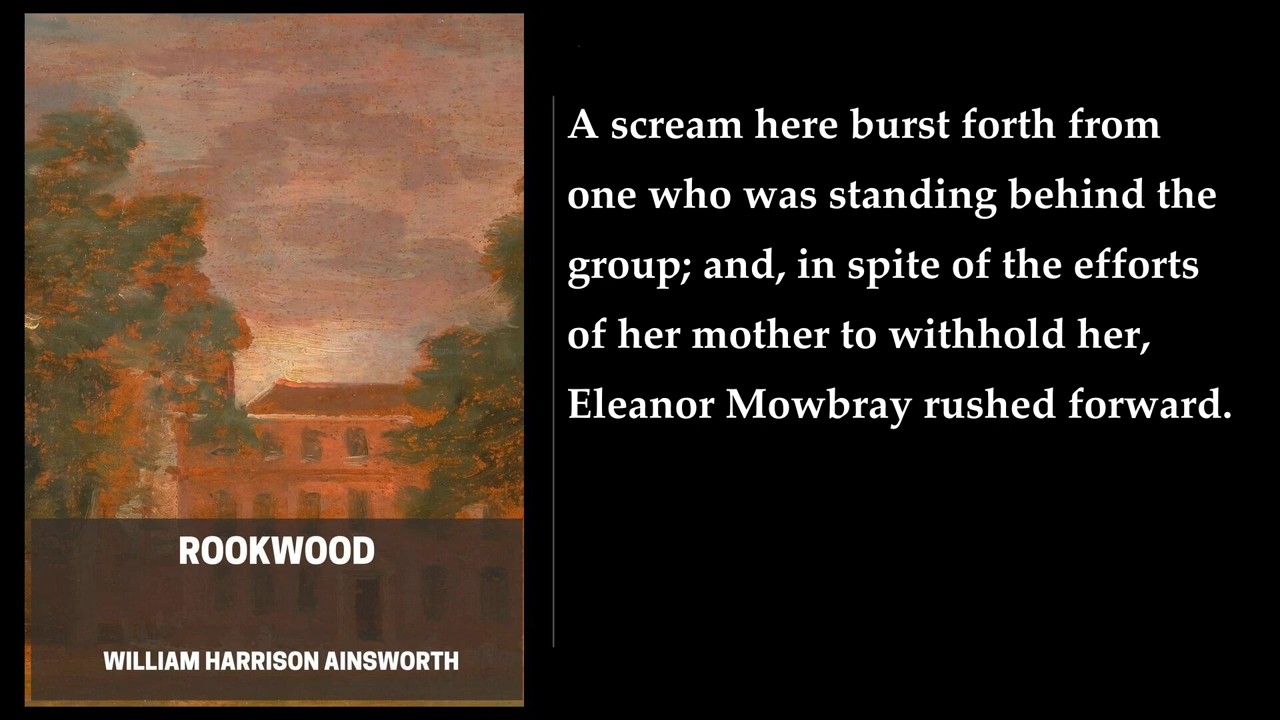 ROOKWOOD
WILLIAM HARRISON AINSWORTH
A scream here burst forth from
one who was standing behind the
group; and, in spite of the efforts
of her mother to withhold her,
Eleanor Mowbray rushed forward.